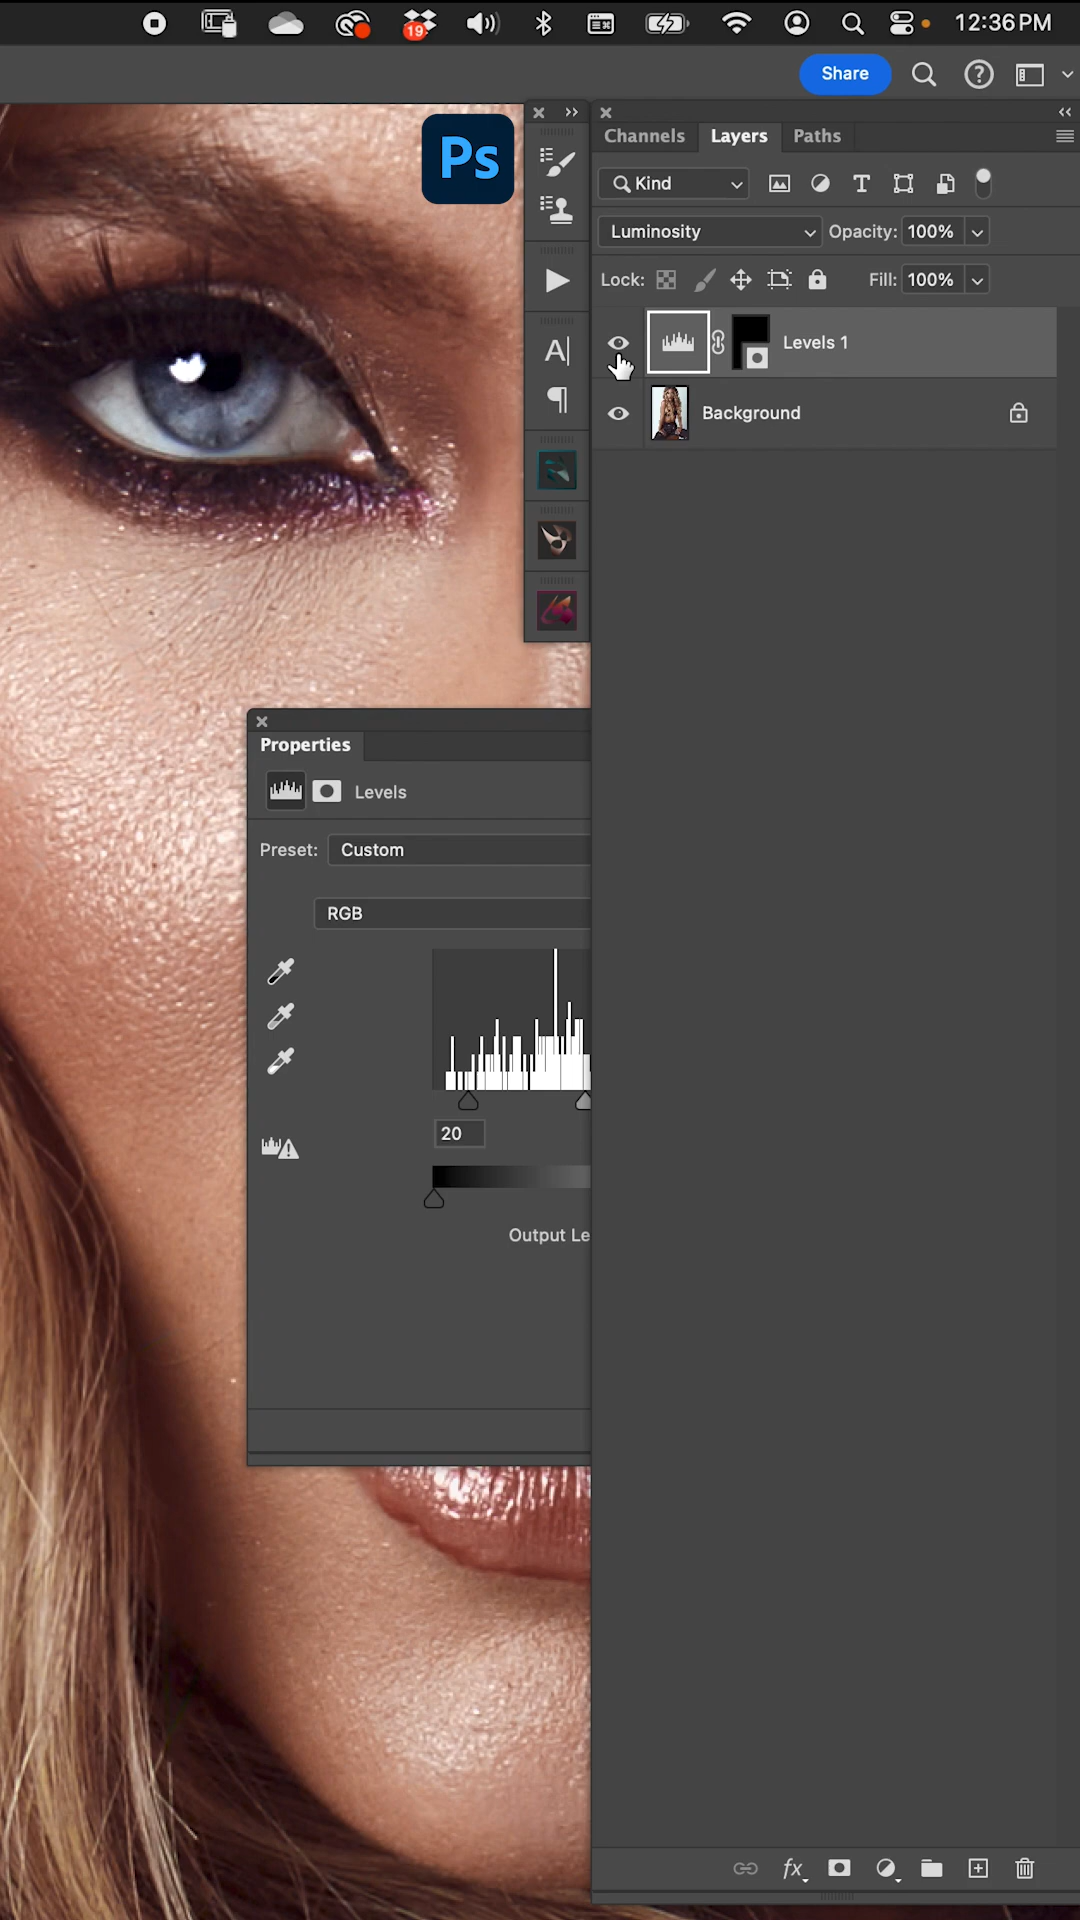 19
12:36 PM
Share
Ps
Channels
Layers
Paths
Kind
Luminosity
Opacity: 100%
Lock:
Fill: 100%
Levels 1
Background
Properties
Levels
Preset: Custom
RGB
20
Output Le
fx